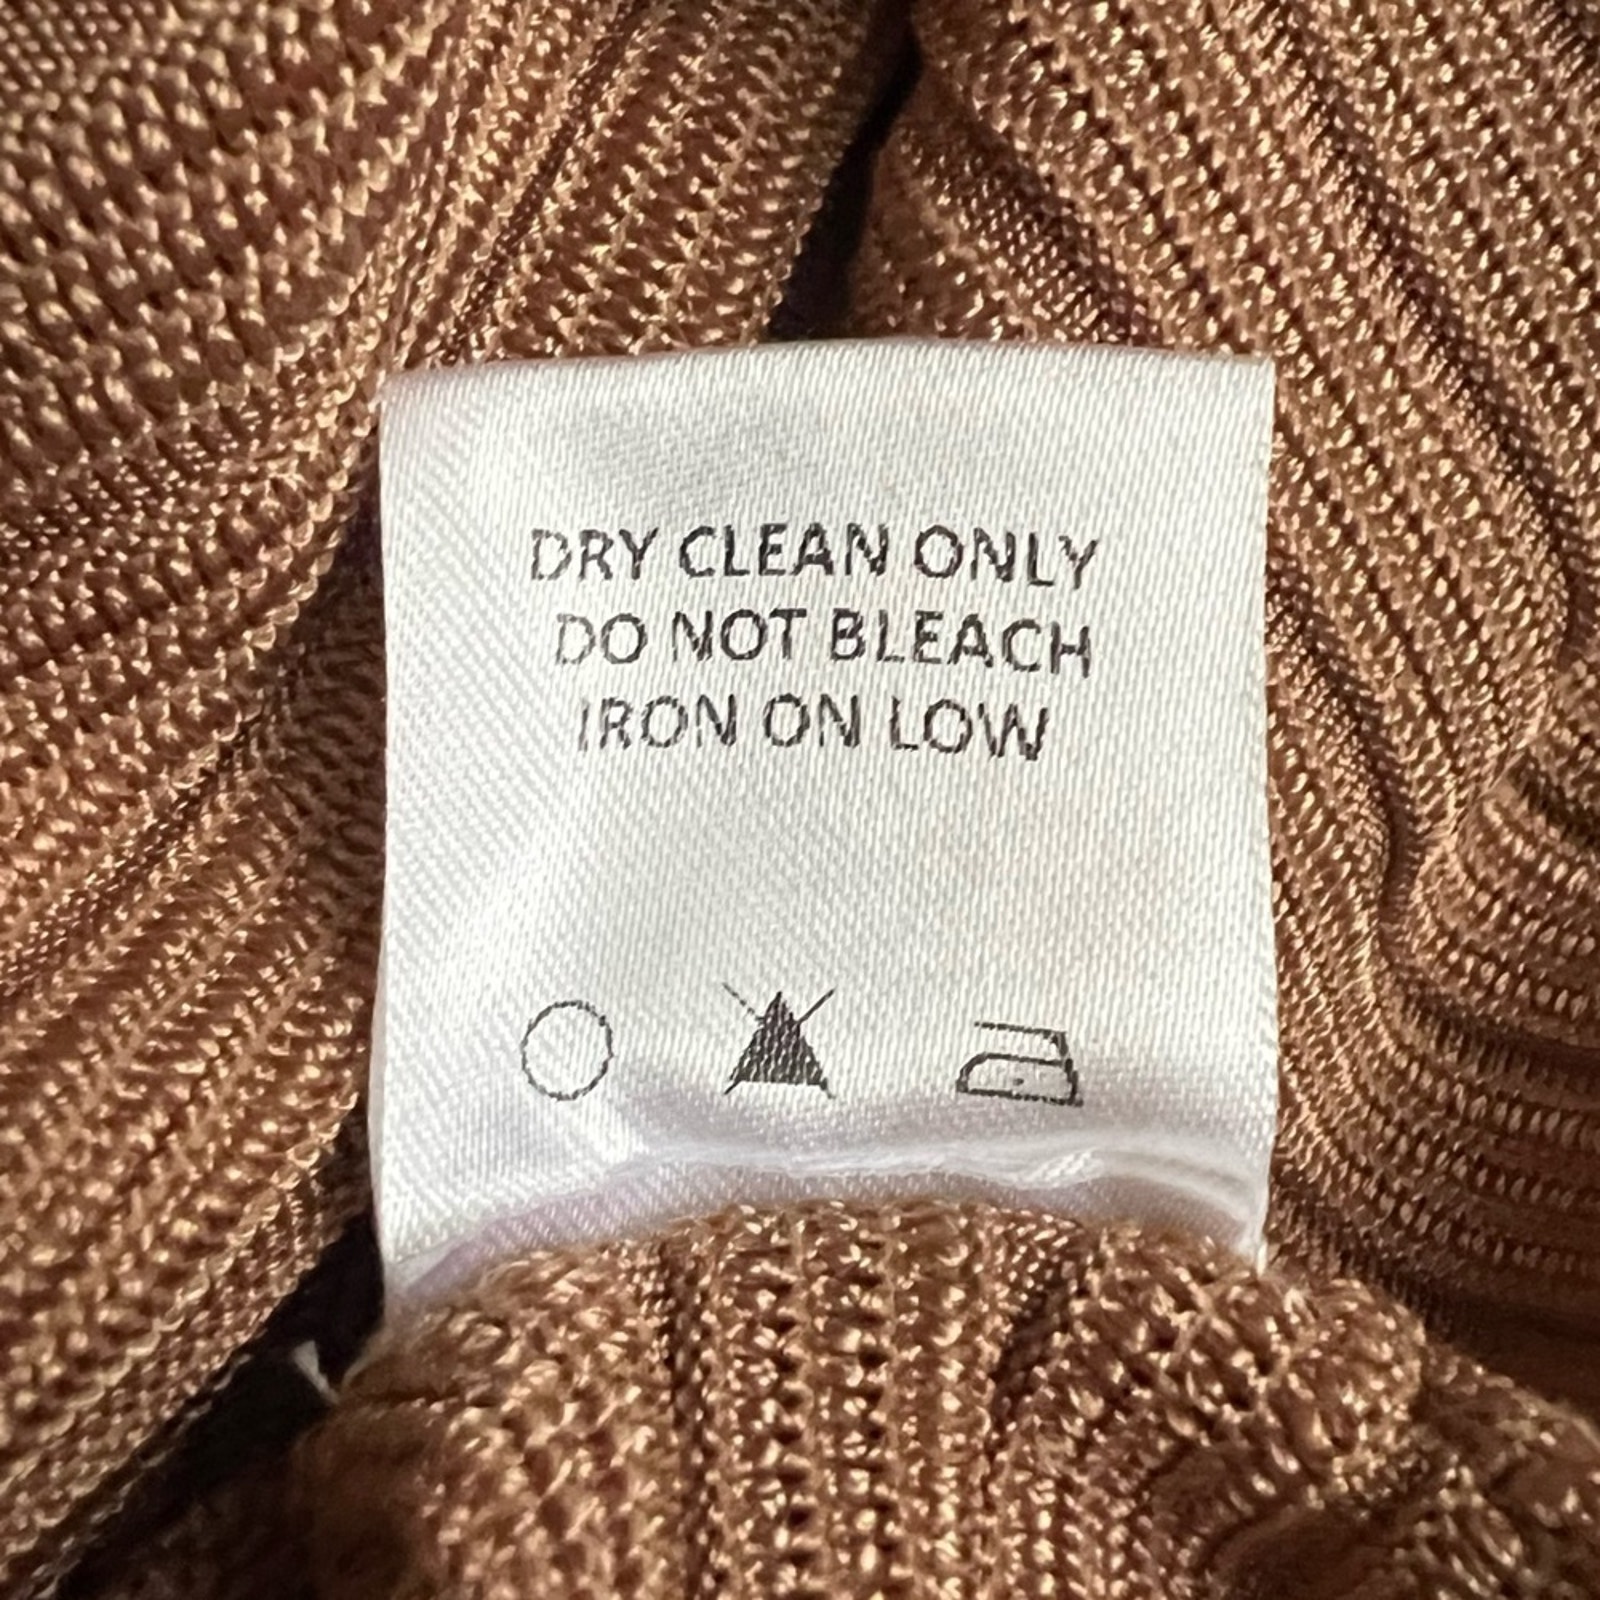 DRY CLEAN ONLY
DO NOT BLEACH
IRON ON LOW